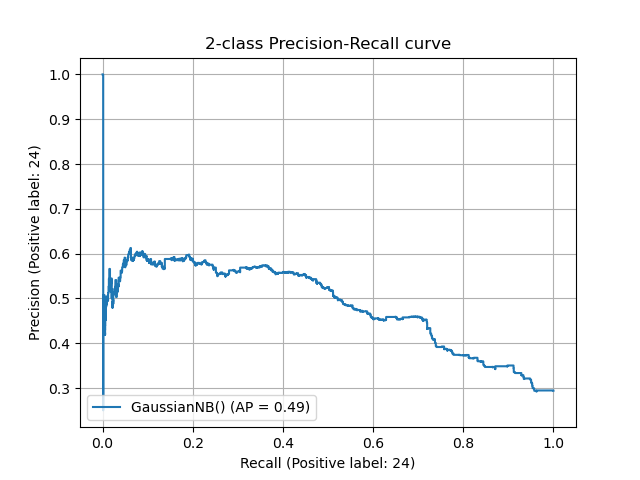 2-class Precision-Recall curve
1.0
0.9
0.8
0.7
0.6
0.5
0.4
0.3
Precision (Positive label: 24)
GaussianNB() (AP = 0.49)
0.0 0.2 0.4 0.6 0.8 1.0
Recall (Positive label: 24)